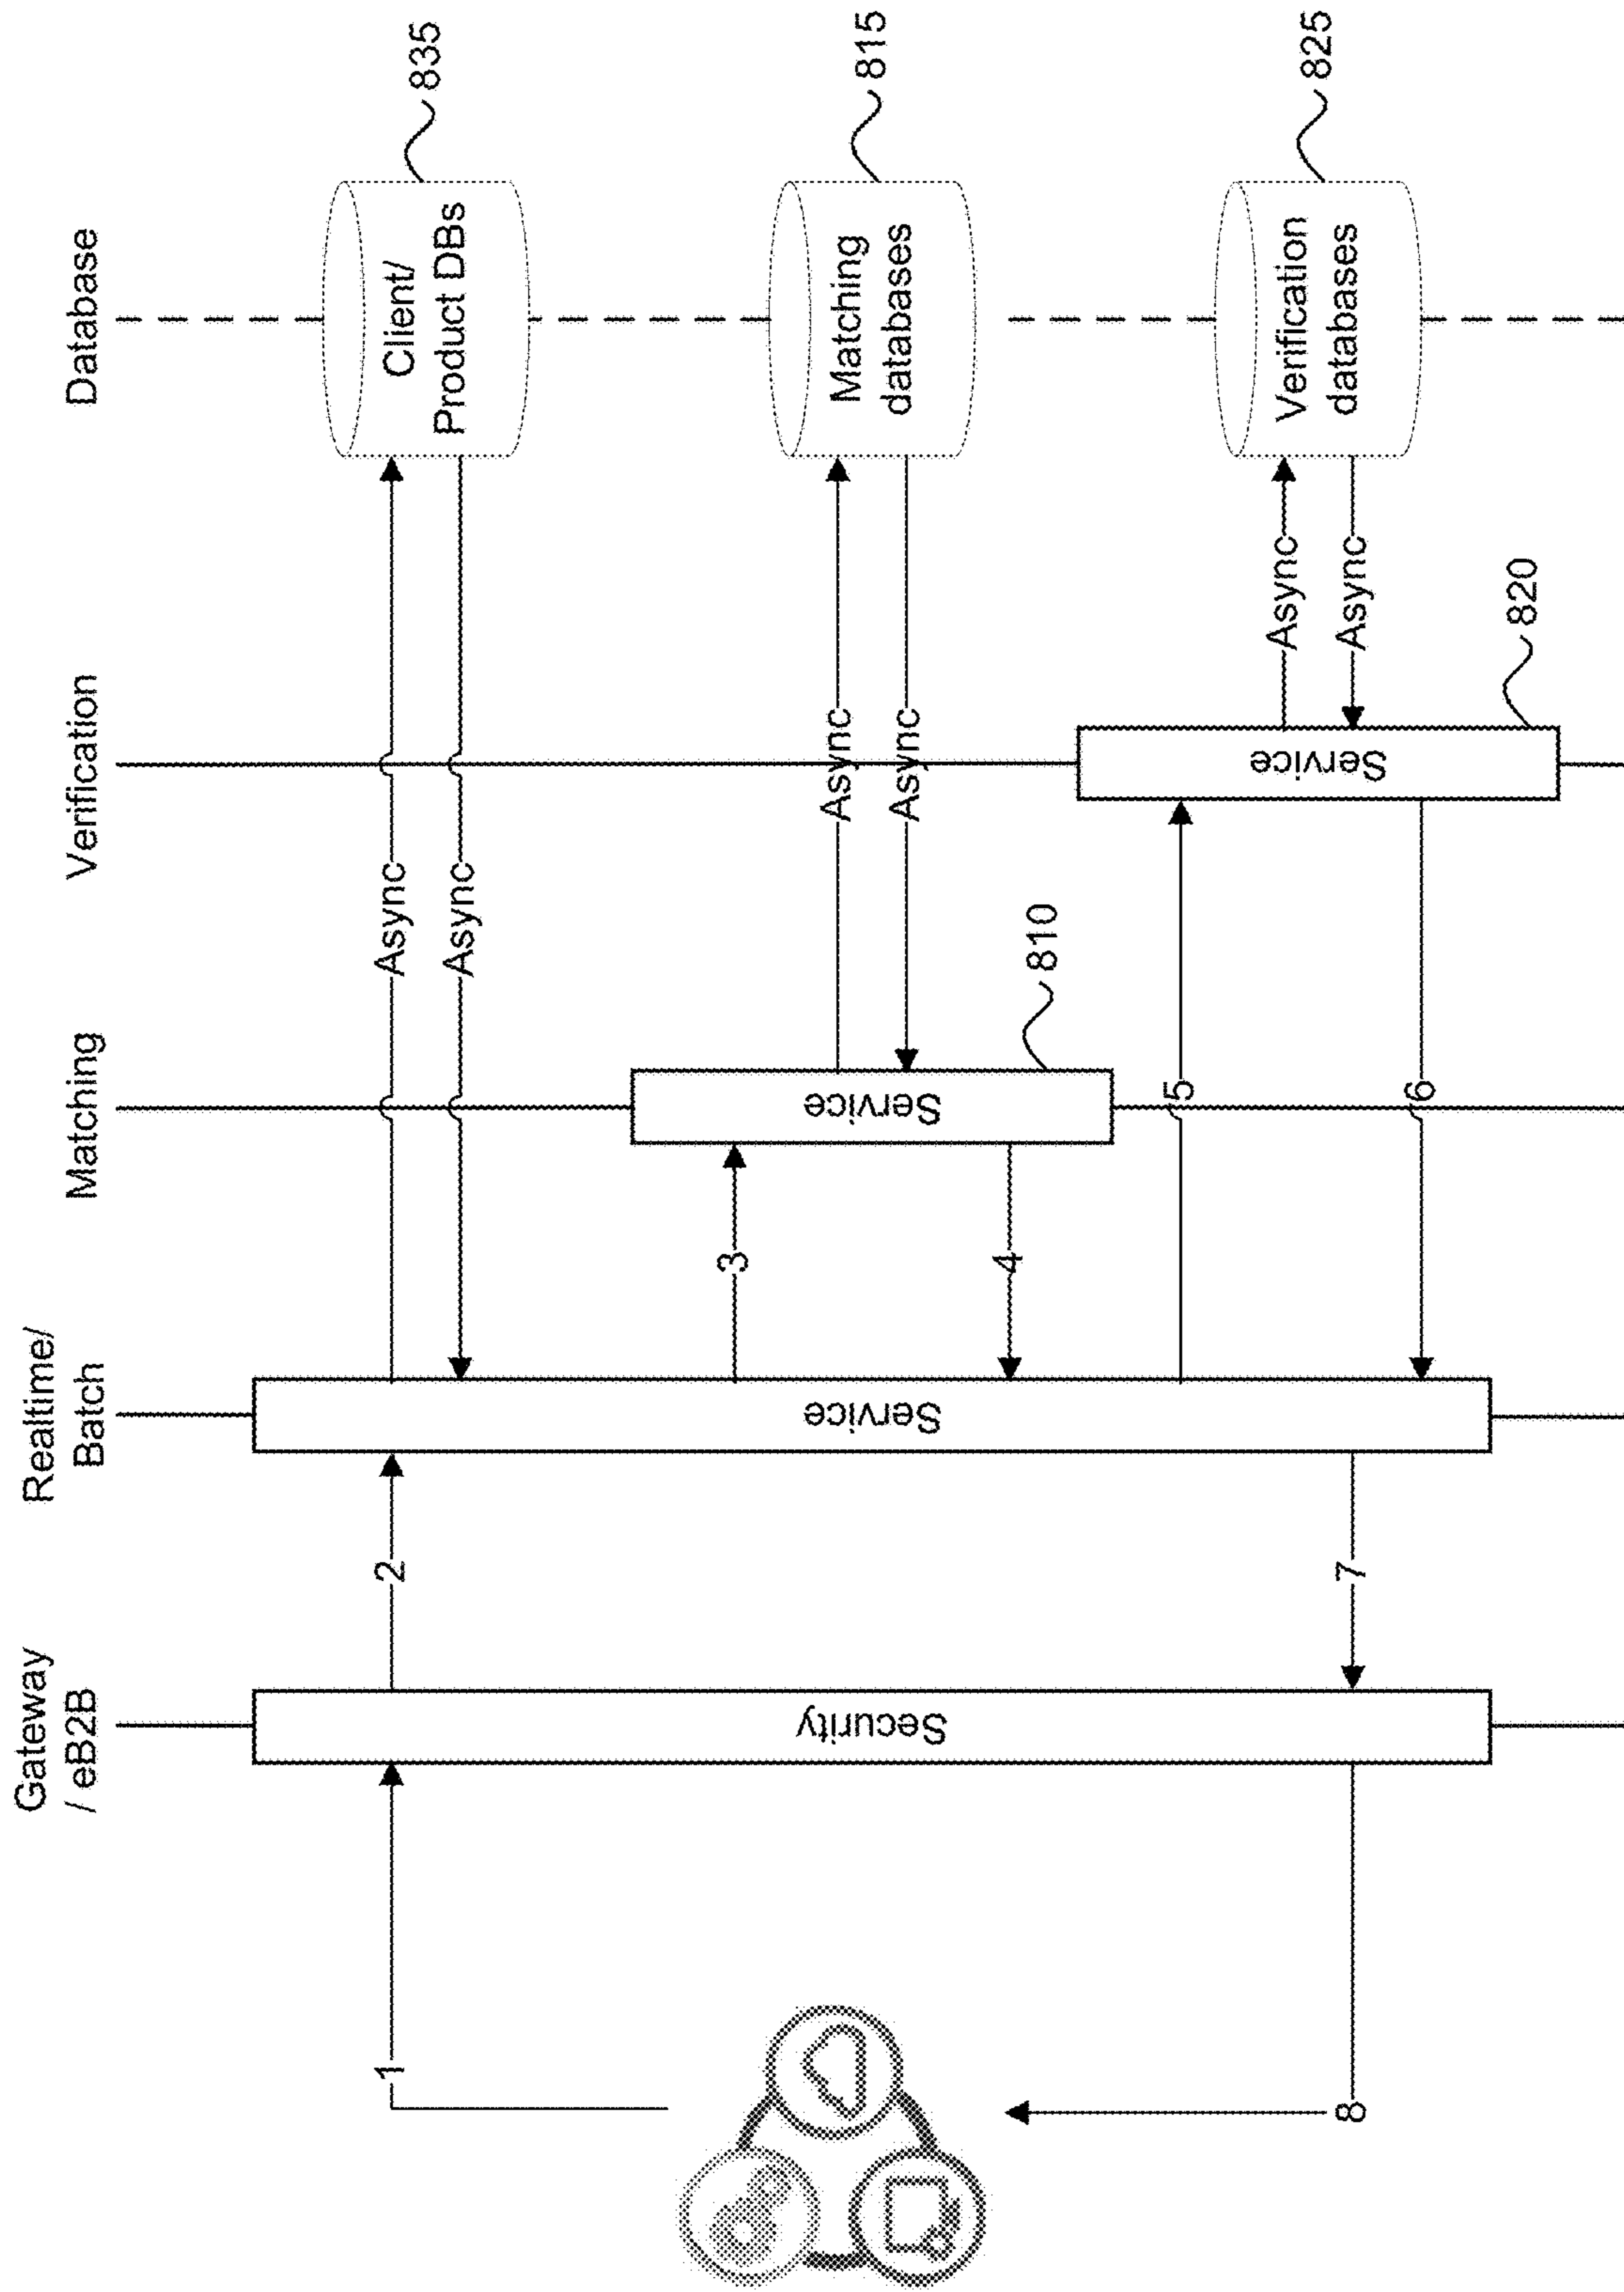 Gateway
/ eB2B
Realtime/
Batch
Matching
Verification
Database
1
2
Async
Async
Client/
Product DBs
835
Security
Service
3
Service
4
810
Async
Async
Matching
databases
815
5
Service
6
820
Async
Async
Verification
databases
825
7
8